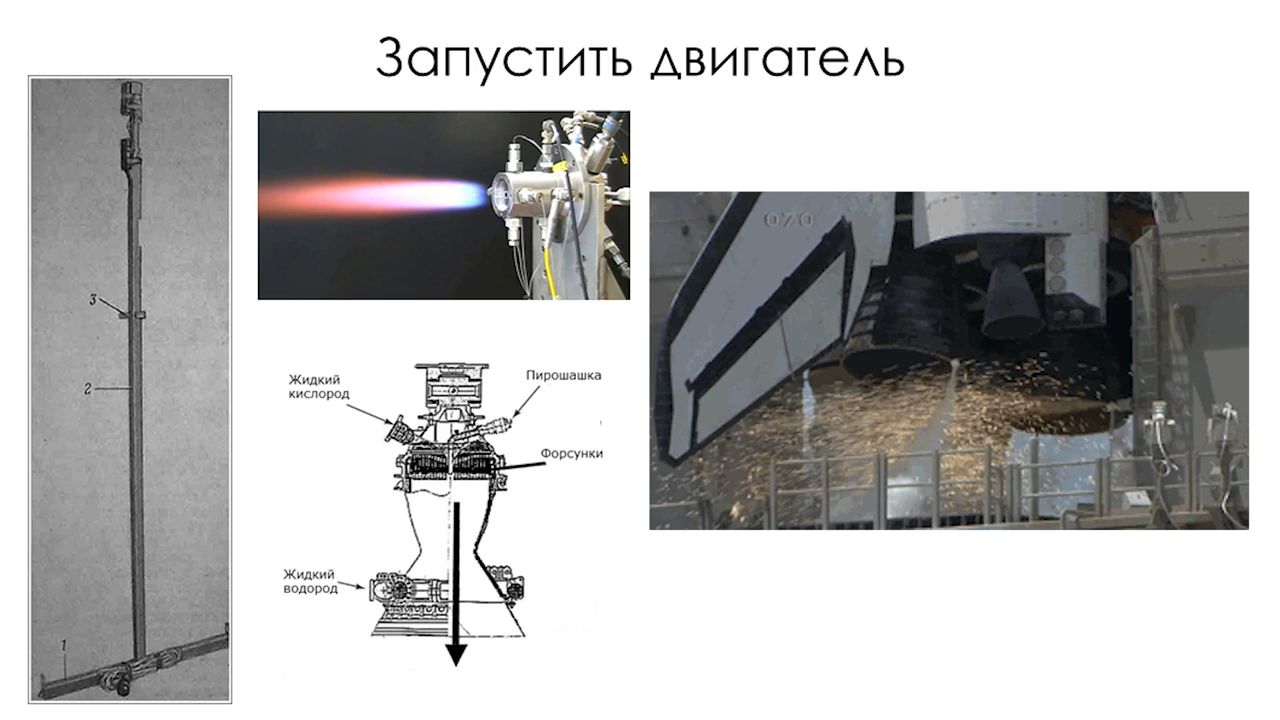 Запустить двигатель
3
2
1
Жидкий
кислород
Пирошашка
Форсунки
Жидкий
водород
070